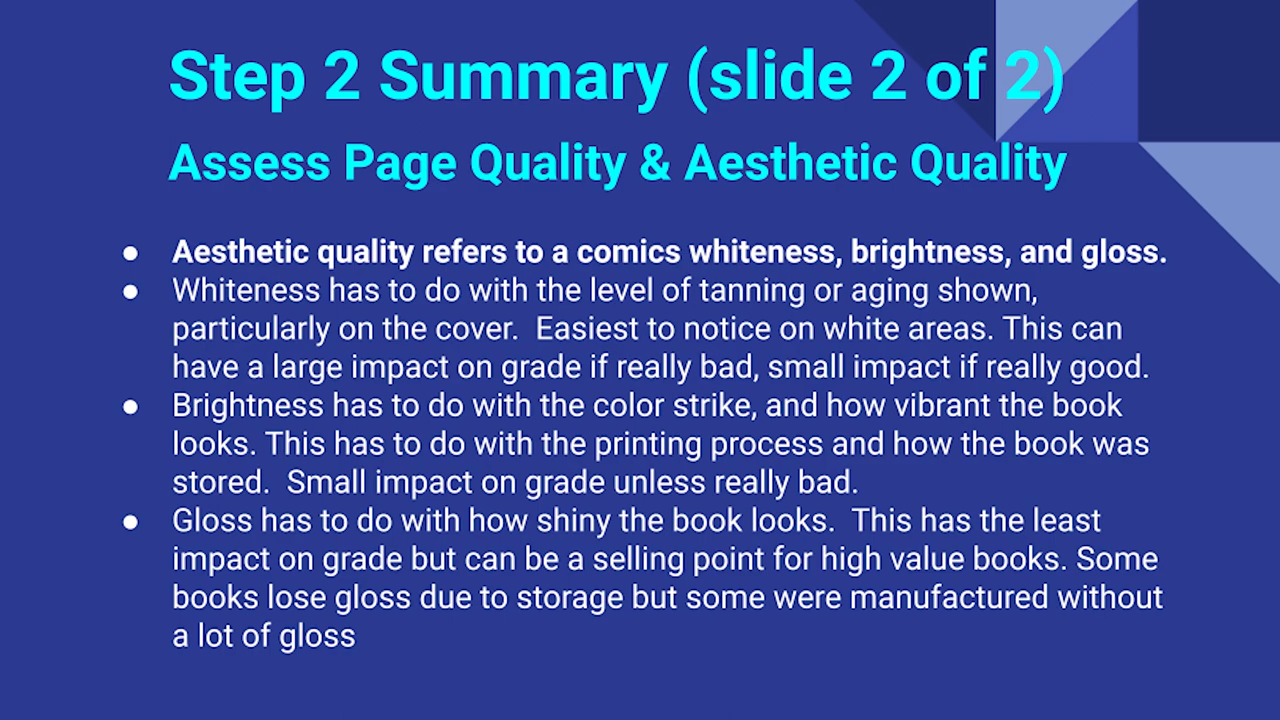 Step 2 Summary (slide 2 of 2)
Assess Page Quality & Aesthetic Quality
● Aesthetic quality refers to a comics whiteness, brightness, and gloss.
● Whiteness has to do with the level of tanning or aging shown,
particularly on the cover.  Easiest to notice on white areas. This can
have a large impact on grade if really bad, small impact if really good.
● Brightness has to do with the color strike, and how vibrant the book
looks. This has to do with the printing process and how the book was
stored.  Small impact on grade unless really bad.
● Gloss has to do with how shiny the book looks.  This has the least
impact on grade but can be a selling point for high value books. Some
books lose gloss due to storage but some were manufactured without
a lot of gloss